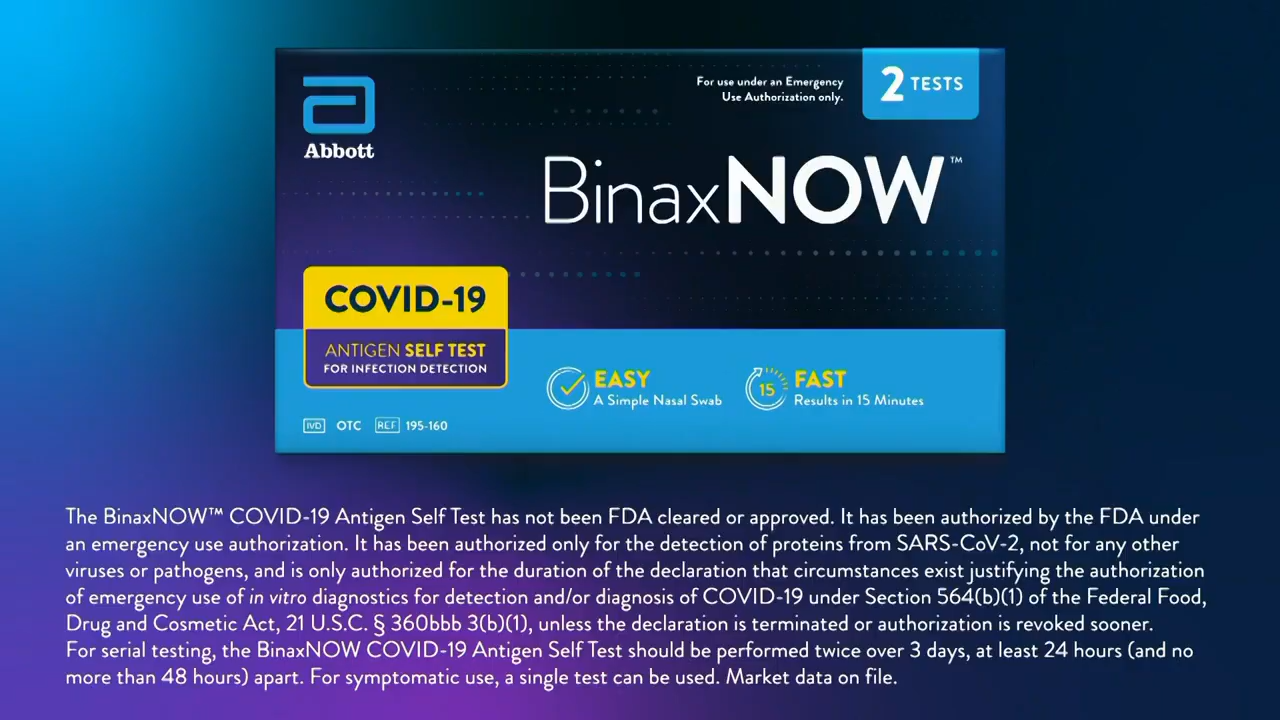 Abbott
For use under an Emergency
Use Authorization only.
2 TESTS
BinaxNOW™
COVID-19
ANTIGEN SELF TEST
FOR INFECTION DETECTION
EASY
A Simple Nasal Swab
15
FAST
Results in 15 Minutes
IVD OTC REF 195-160
The BinaxNOW™ COVID-19 Antigen Self Test has not been FDA cleared or approved. It has been authorized by the FDA under
an emergency use authorization. It has been authorized only for the detection of proteins from SARS-CoV-2, not for any other
viruses or pathogens, and is only authorized for the duration of the declaration that circumstances exist justifying the authorization
of emergency use of in vitro diagnostics for detection and/or diagnosis of COVID-19 under Section 564(b)(1) of the Federal Food,
Drug and Cosmetic Act, 21 U.S.C. § 360bbb 3(b)(1), unless the declaration is terminated or authorization is revoked sooner.
For serial testing, the BinaxNOW COVID-19 Antigen Self Test should be performed twice over 3 days, at least 24 hours (and no
more than 48 hours) apart. For symptomatic use, a single test can be used. Market data on file.